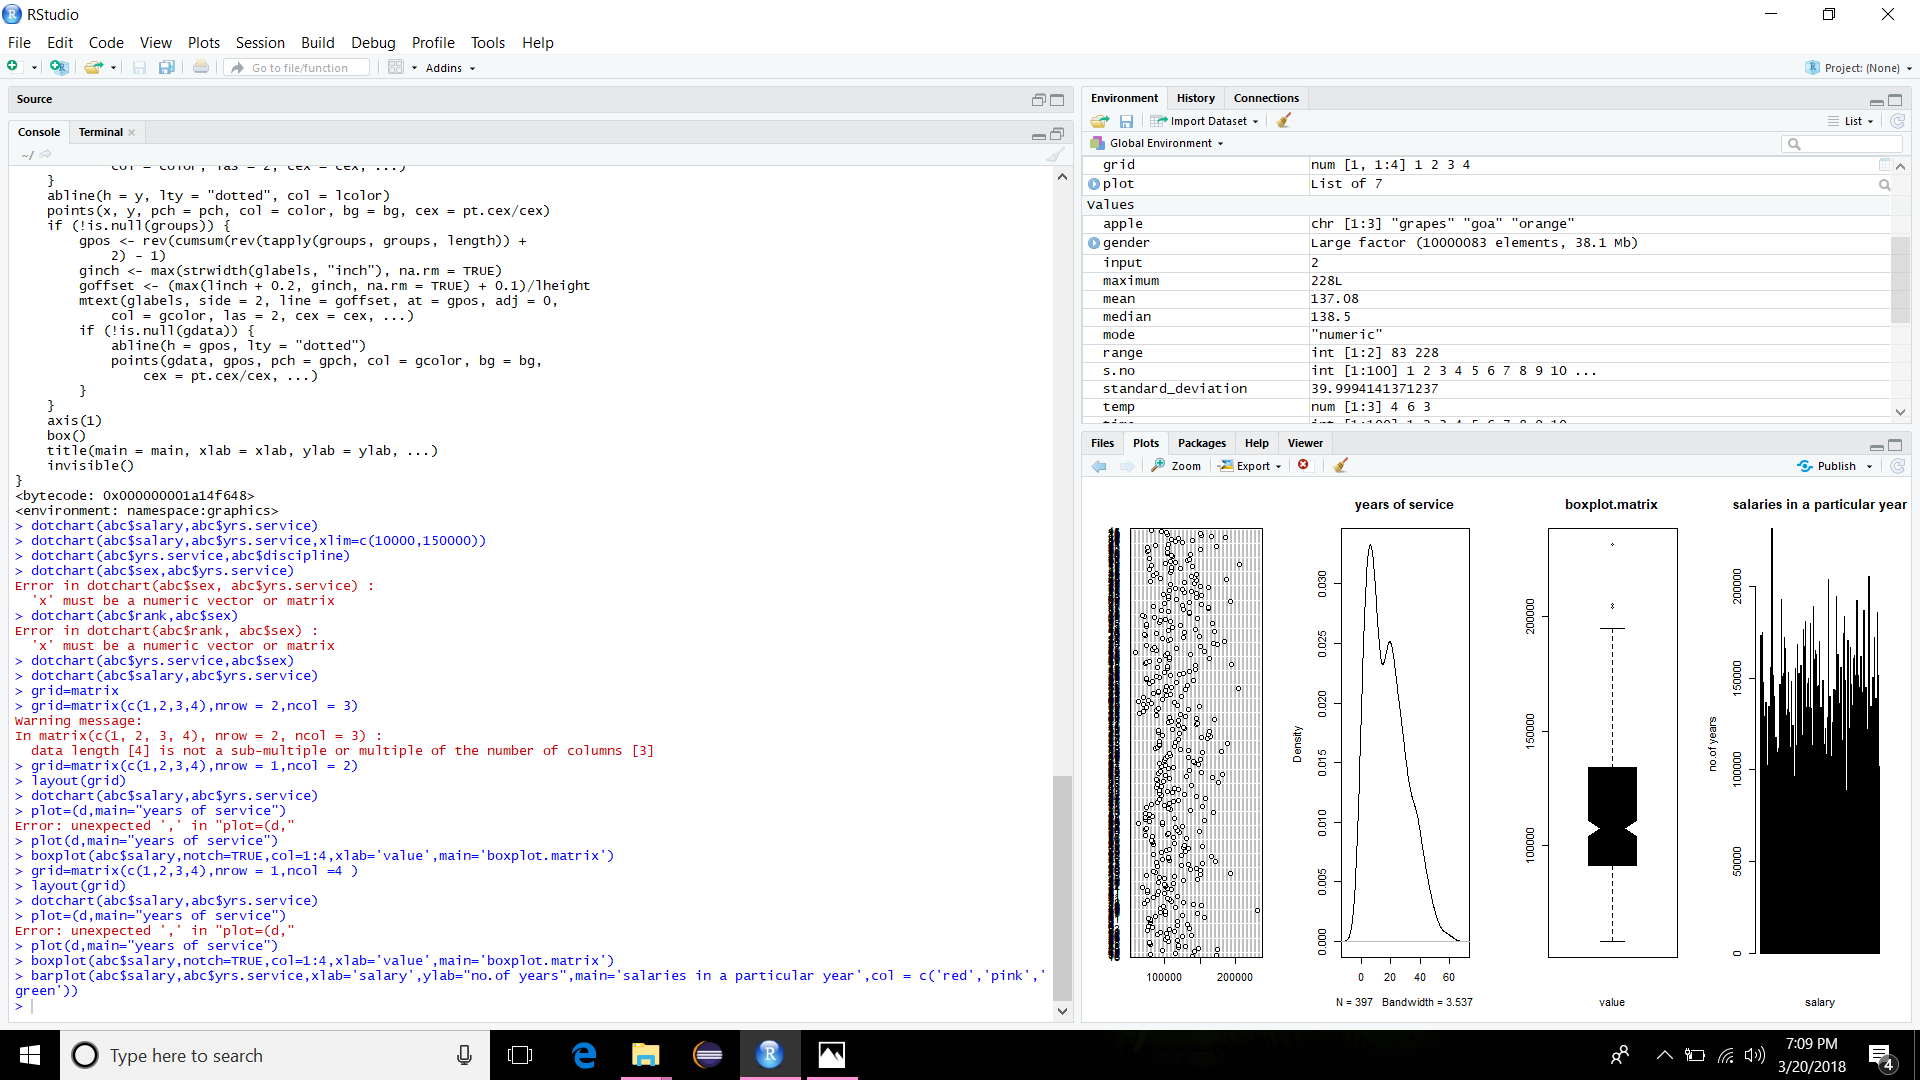 RStudio
File Edit Code View Plots Session Build Debug Profile Tools Help
Go to file/function
Addins
Project: (None)
Source
Console Terminal
~/
col = color, las = 2, cex = cex, ...)
}
abline(h = y, lty = "dotted", col = lcolor)
points(x, y, pch = pch, col = color, bg = bg, cex = pt.cex/cex)
if (!is.null(groups)) {
gpos <- rev(cumsum(rev(tapply(groups, groups, length)) +
2) - 1)
ginch <- max(strwidth(glabels, "inch"), na.rm = TRUE)
goffset <- (max(linch + 0.2, ginch, na.rm = TRUE) + 0.1)/lheight
mtext(glabels, side = 2, line = goffset, at = gpos, adj = 0,
col = gcolor, las = 2, cex = cex, ...)
if (!is.null(gdata)) {
abline(h = gpos, lty = "dotted")
points(gdata, gpos, pch = gpch, col = gcolor, bg = bg,
cex = pt.cex/cex, ...)
}
}
axis(1)
box()
title(main = main, xlab = xlab, ylab = ylab, ...)
invisible()
}
<bytecode: 0x000000001a14f648>
<environment: namespace:graphics>
> dotchart(abc$salary,abc$yrs.service)
> dotchart(abc$salary,abc$yrs.service,xlim=c(10000,150000))
> dotchart(abc$yrs.service,abc$discipline)
> dotchart(abc$sex,abc$yrs.service)
Error in dotchart(abc$sex, abc$yrs.service) :
'x' must be a numeric vector or matrix
> dotchart(abc$rank,abc$sex)
Error in dotchart(abc$rank, abc$sex) :
'x' must be a numeric vector or matrix
> dotchart(abc$yrs.service,abc$sex)
> dotchart(abc$salary,abc$yrs.service)
> grid=matrix
> grid=matrix(c(1,2,3,4),nrow = 2,ncol = 3)
Warning message:
In matrix(c(1, 2, 3, 4), nrow = 2, ncol = 3) :
data length [4] is not a sub-multiple or multiple of the number of columns [3]
> grid=matrix(c(1,2,3,4),nrow = 1,ncol = 2)
> layout(grid)
> dotchart(abc$salary,abc$yrs.service)
> plot=(d,main="years of service")
Error: unexpected ',' in "plot=(d,"
> plot(d,main="years of service")
> boxplot(abc$salary,notch=TRUE,col=1:4,xlab='value',main='boxplot.matrix')
> grid=matrix(c(1,2,3,4),nrow = 1,ncol =4 )
> layout(grid)
> dotchart(abc$salary,abc$yrs.service)
> plot=(d,main="years of service")
Error: unexpected ',' in "plot=(d,"
> plot(d,main="years of service")
> boxplot(abc$salary,notch=TRUE,col=1:4,xlab='value',main='boxplot.matrix')
> barplot(abc$salary,abc$yrs.service,xlab='salary',ylab="no.of years",main='salaries in a particular year',col = c('red','pink','
green'))
>
Environment History Connections
Import Dataset List
Global Environment
grid num [1, 1:4] 1 2 3 4
plot List of 7
Values
apple chr [1:3] "grapes" "goa" "orange"
gender Large factor (10000083 elements, 38.1 Mb)
input 2
maximum 228L
mean 137.08
median 138.5
mode "numeric"
range int [1:2] 83 228
s.no int [1:100] 1 2 3 4 5 6 7 8 9 10 ...
standard_deviation 39.9994141371237
temp num [1:3] 4 6 3
Files Plots Packages Help Viewer
Zoom Export Publish
100000 200000
years of service
Density
0.000 0.005 0.010 0.015 0.020 0.025 0.030
0 20 40 60
N = 397 Bandwidth = 3.537
boxplot.matrix
100000 150000 200000
value
salaries in a particular year
no.of years
0 50000 100000 150000 200000
salary
Type here to search
7:09 PM
3/20/2018
4